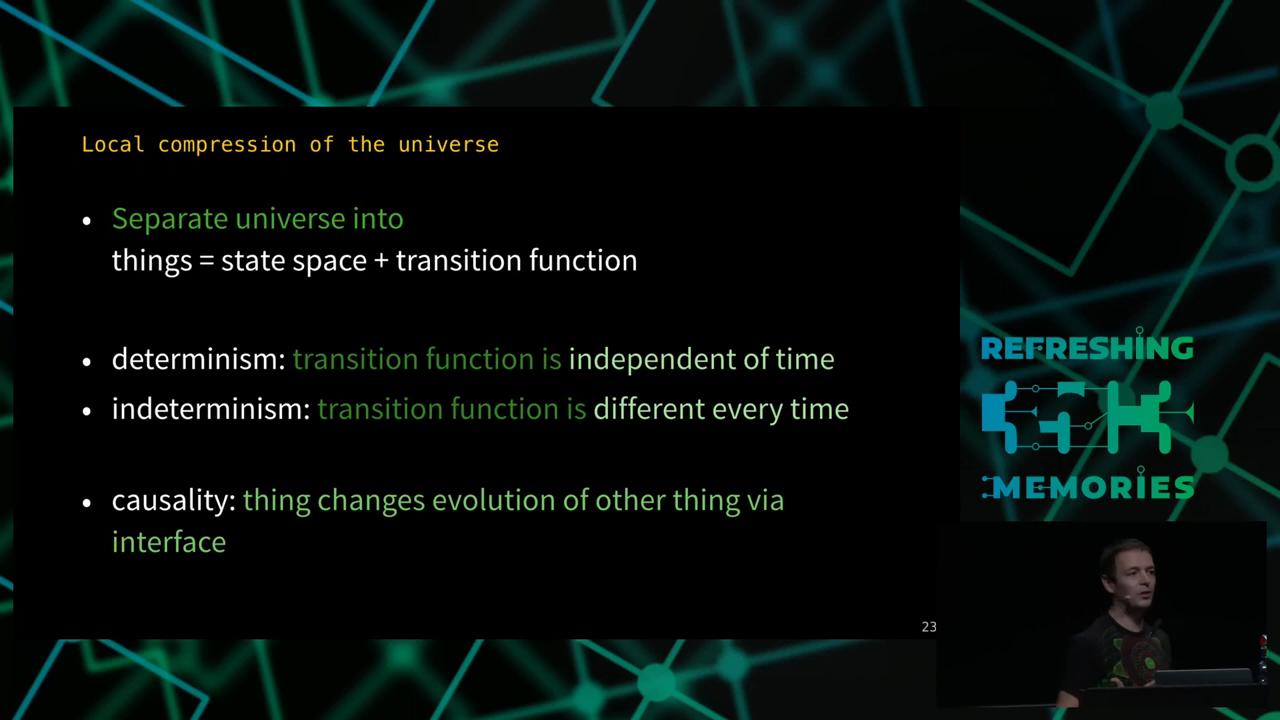 Local compression of the universe
• Separate universe into
things = state space + transition function
• determinism: transition function is independent of time
• indeterminism: transition function is different every time
• causality: thing changes evolution of other thing via
interface
23
REFRESHING
35C3
MEMORIES